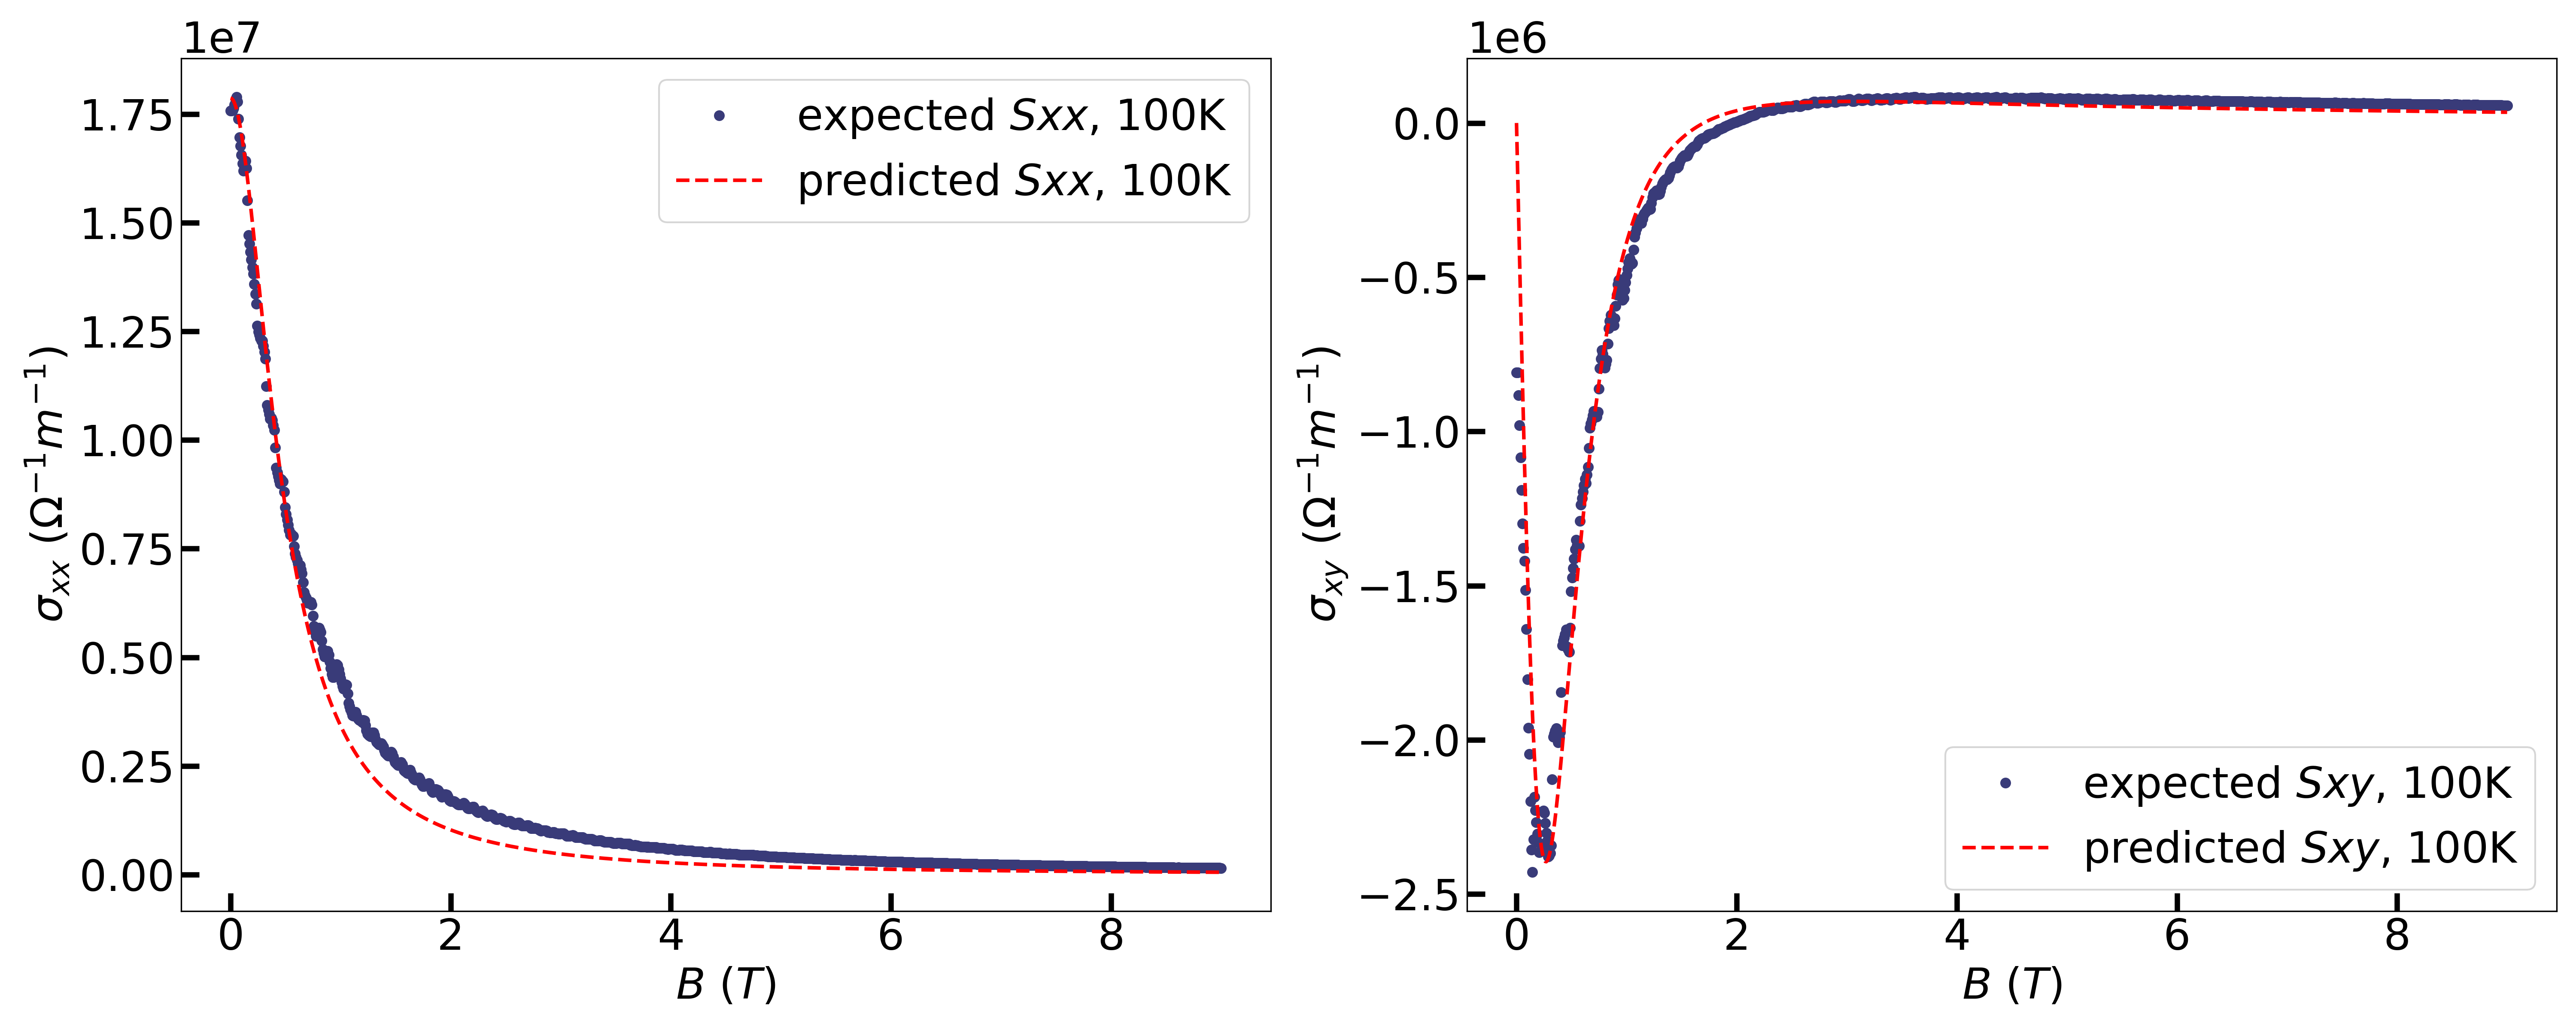 1e7
1.75
1.50
1.25
1.00
0.75
0.50
0.25
0.00
σxx (Ω−1m−1)
0 2 4 6 8
B (T)
expected Sxx, 100K
predicted Sxx, 100K
1e6
0.0
−0.5
−1.0
−1.5
−2.0
−2.5
σxy (Ω−1m−1)
0 2 4 6 8
B (T)
expected Sxy, 100K
predicted Sxy, 100K